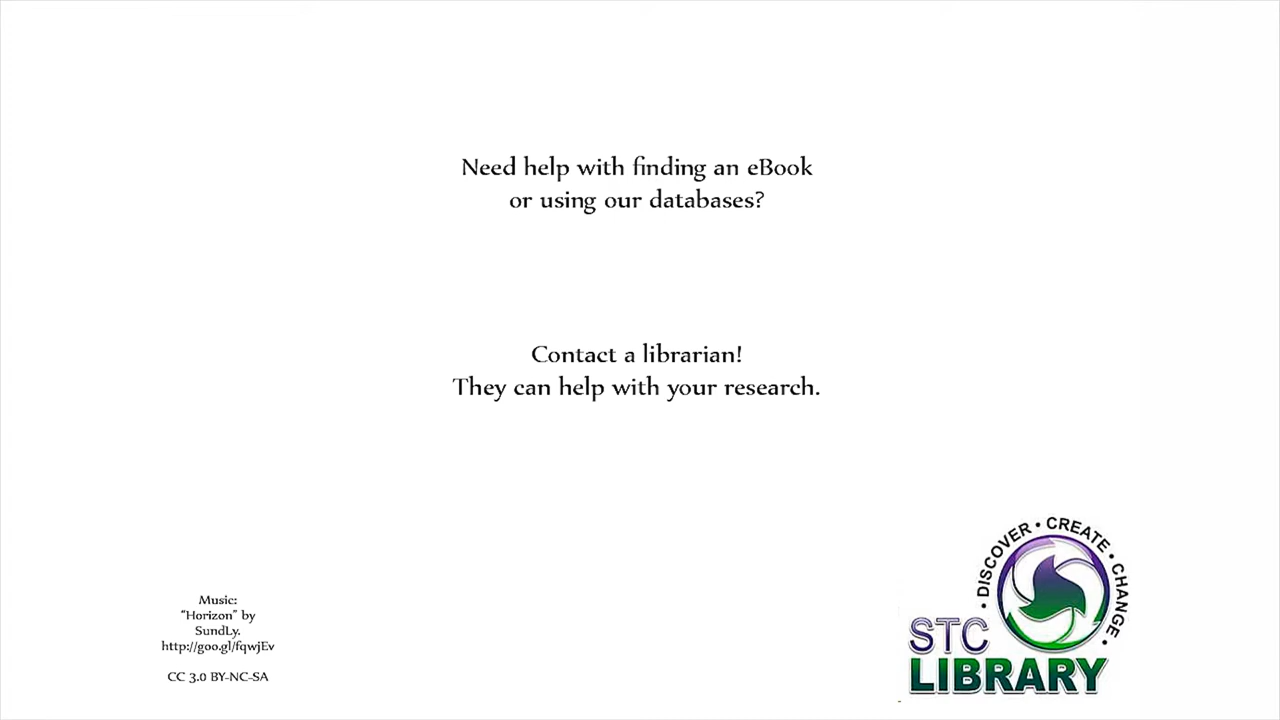 Need help with finding an eBook
or using our databases?
Contact a librarian!
They can help with your research.
Music:
“Horizon” by
SundLy.
http://goo.gl/fqwjEv
CC 3.0 BY-NC-SA
• DISCOVER • CREATE • CHANGE •
STC
LIBRARY